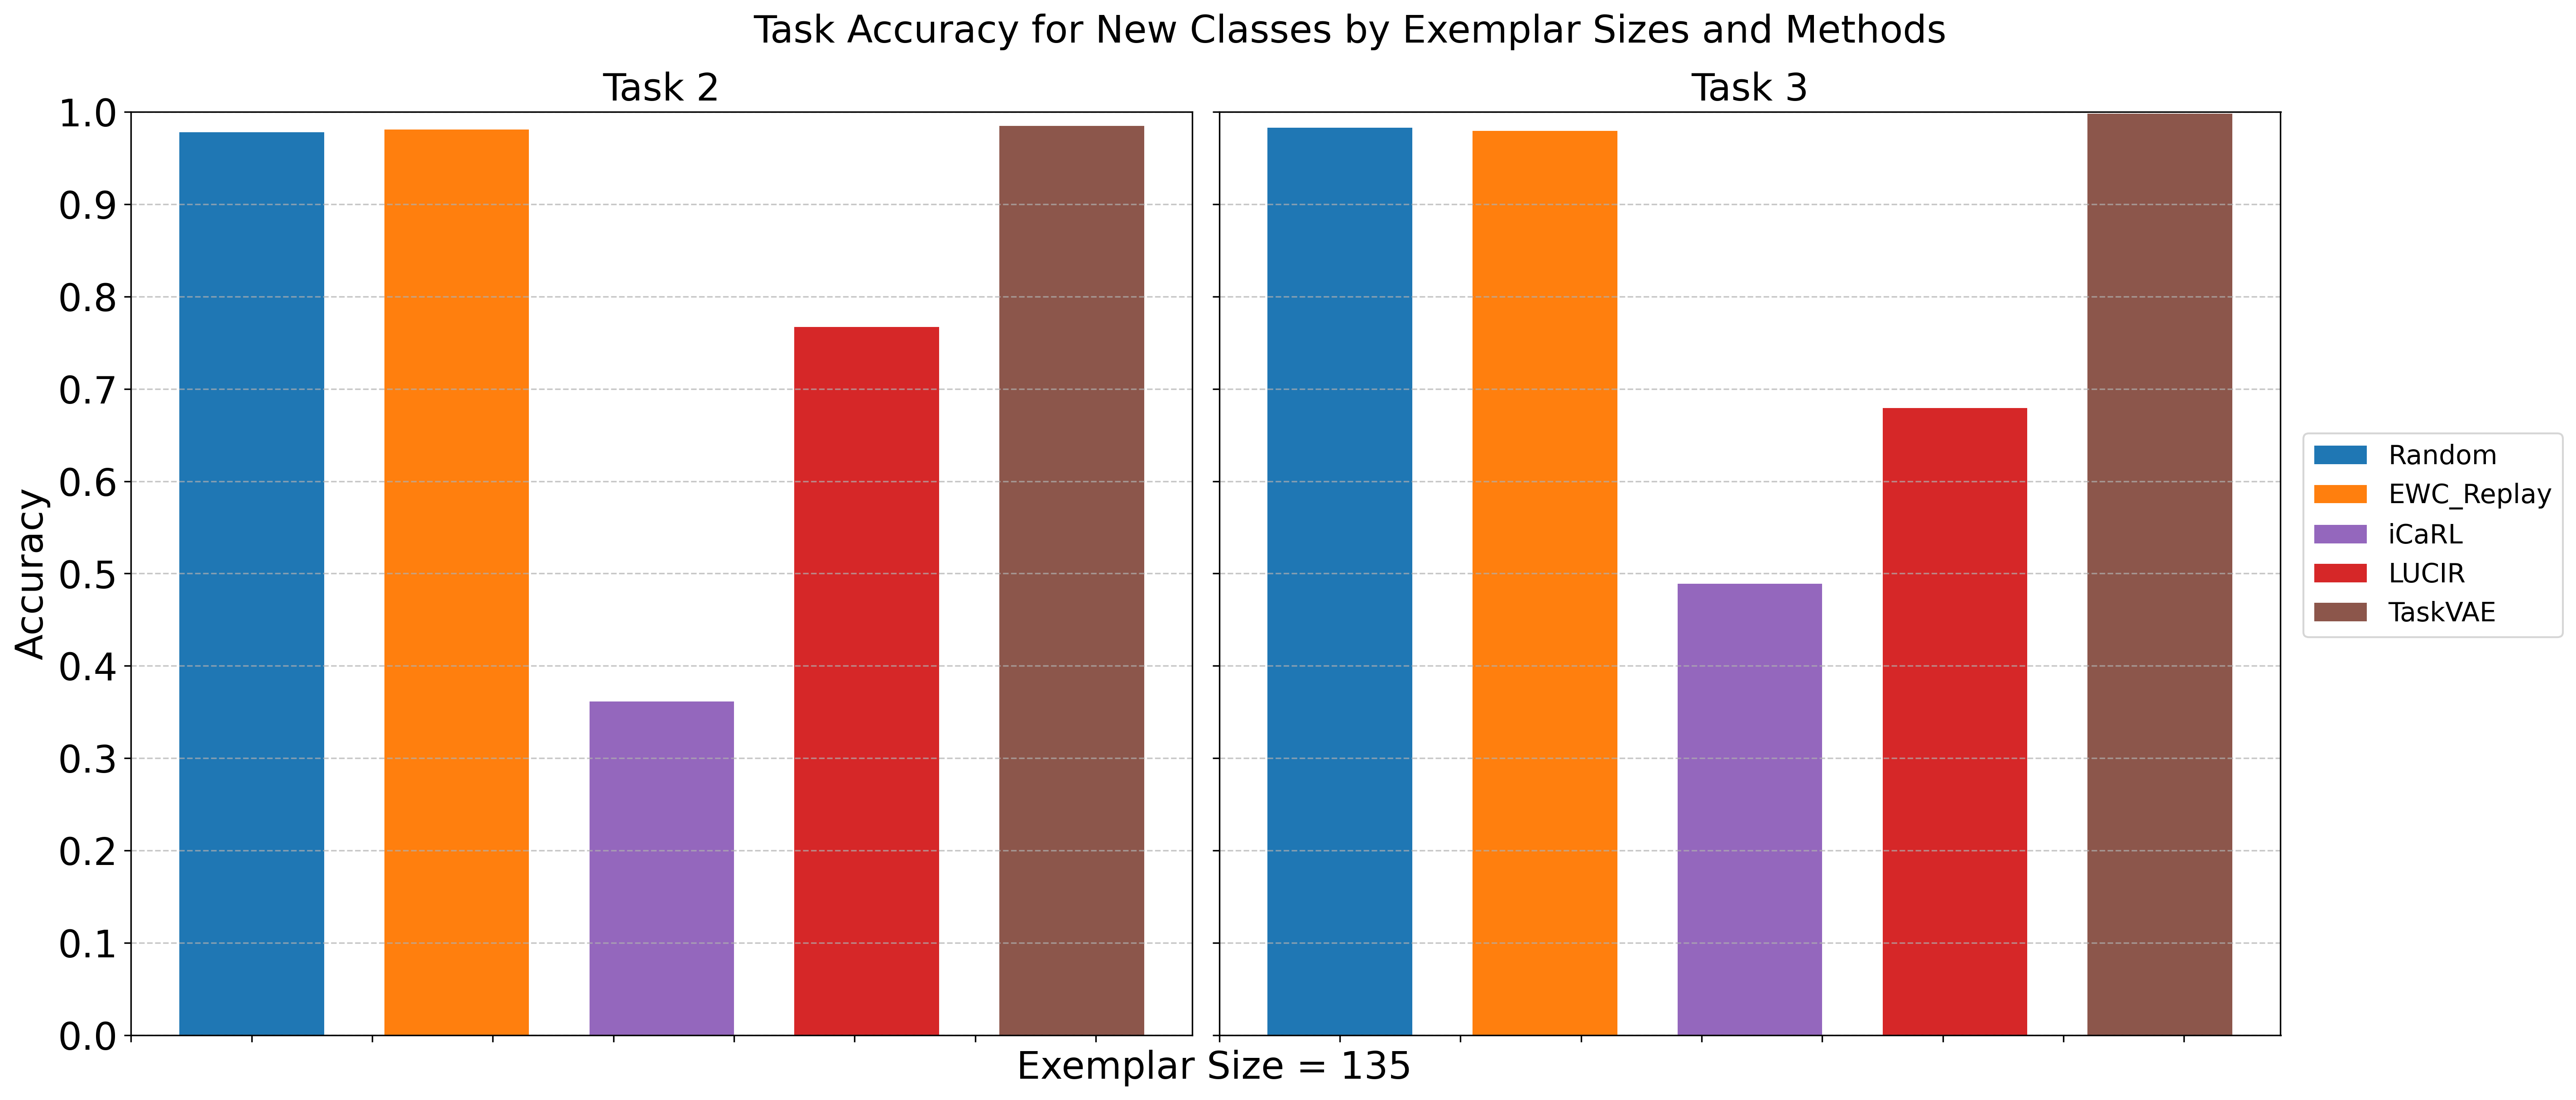 Task Accuracy for New Classes by Exemplar Sizes and Methods
Task 2
Task 3
1.0
0.9
0.8
0.7
0.6
0.5
0.4
0.3
0.2
0.1
0.0
Accuracy
Exemplar Size = 135
Random
EWC_Replay
iCaRL
LUCIR
TaskVAE